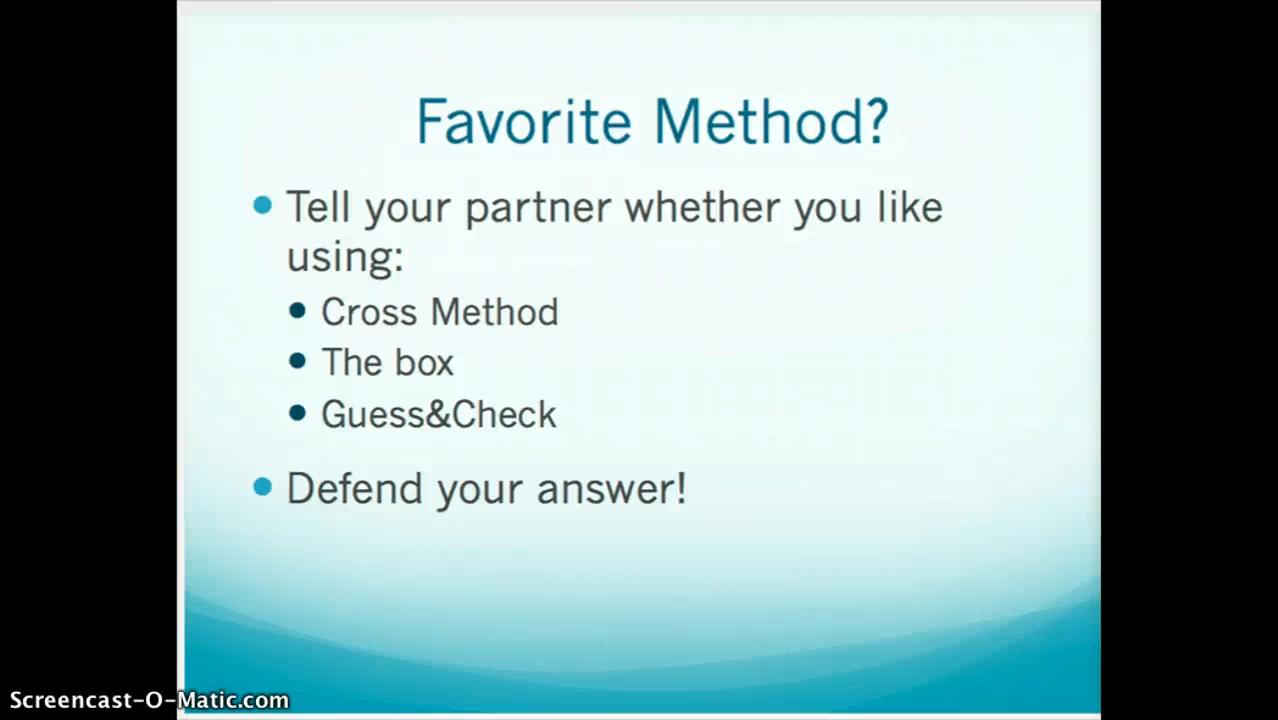 Favorite Method?
Tell your partner whether you like
using:
Cross Method
The box
Guess&Check
Defend your answer!
Screencast-O-Matic.com